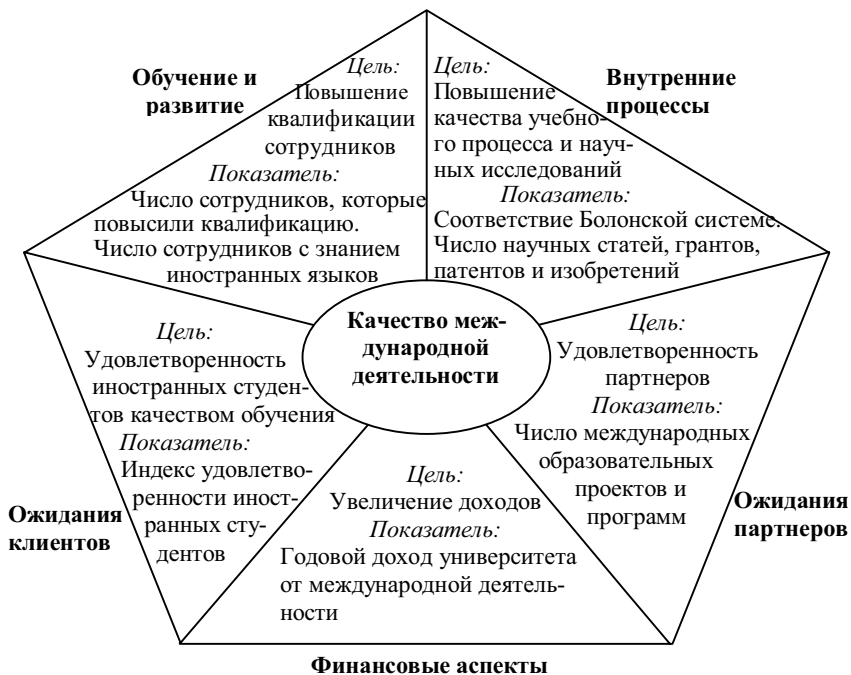 Обучение и
развитие
Цель:
Повышение
квалификации
сотрудников
Показатель:
Число сотрудников, которые
повысили квалификацию.
Число сотрудников с знанием
иностранных языков
Внутренние
процессы
Цель:
Повышение
качества учебно-
го процесса и науч-
ных исследований
Показатель:
Соответствие Болонской системе.
Число научных статей, грантов,
патентов и изобретений
Качество меж-
дународной
деятельности
Цель:
Удовлетворенность
иностранных студен-
тов качеством обучения
Показатель:
Индекс удовлетво-
ренности иност-
ранных сту-
дентов
Ожидания
клиентов
Цель:
Увеличение доходов
Показатель:
Годовой доход университета
от международной деятель-
ности
Цель:
Удовлетворенность
партнеров
Показатель:
Число международных
образовательных
проектов и
программ
Ожидания
партнеров
Финансовые аспекты